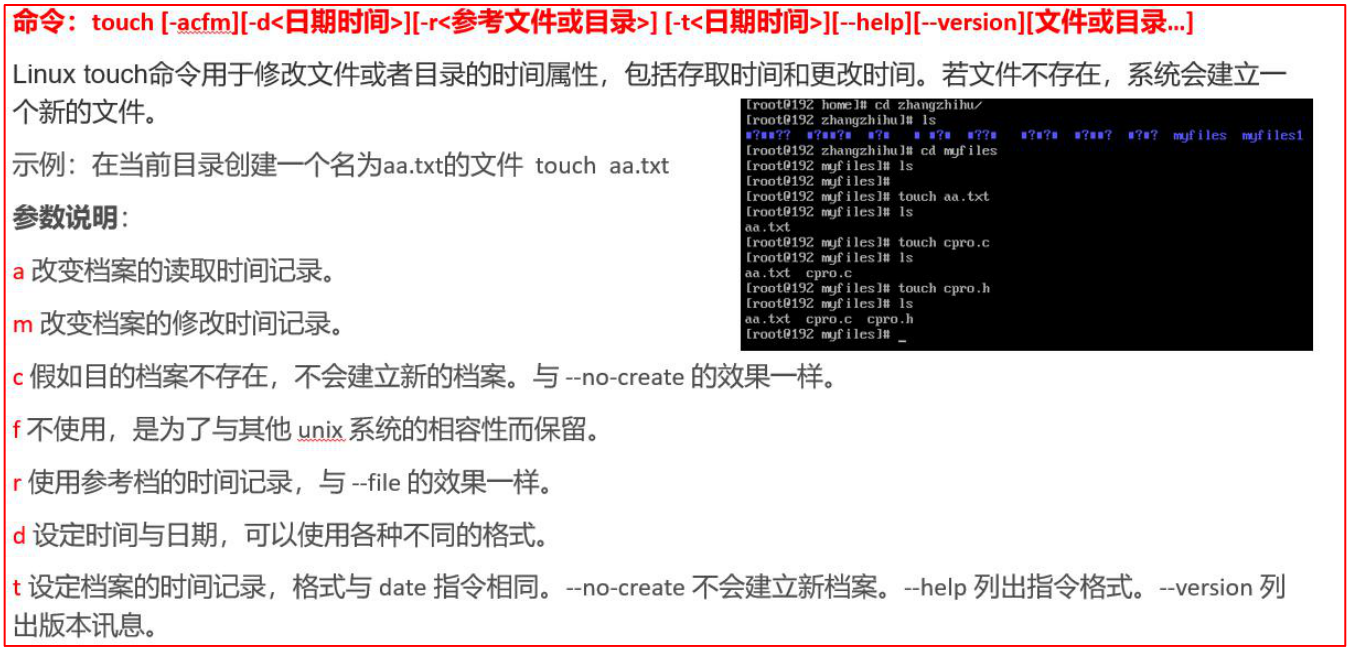 命令：touch [-acfm][-d<日期时间>][-r<参考文件或目录>] [-t<日期时间>][--help][--version][文件或目录…]
Linux touch命令用于修改文件或者目录的时间属性，包括存取时间和更改时间。若文件不存在，系统会建立一
个新的文件。
示例：在当前目录创建一个名为aa.txt的文件 touch aa.txt
参数说明：
a 改变档案的读取时间记录。
m 改变档案的修改时间记录。
c 假如目的档案不存在，不会建立新的档案。与 --no-create 的效果一样。
f 不使用，是为了与其他 unix 系统的相容性而保留。
r 使用参考档的时间记录，与 --file 的效果一样。
d 设定时间与日期，可以使用各种不同的格式。
t 设定档案的时间记录，格式与 date 指令相同。--no-create 不会建立新档案。--help 列出指令格式。--version 列
出版本讯息。
[root@192 home]# cd zhangzhihu/
[root@192 zhangzhihu]# ls
myfiles myfiles1
[root@192 zhangzhihu]# cd myfiles
[root@192 myfiles]# ls
[root@192 myfiles]#
[root@192 myfiles]# touch aa.txt
[root@192 myfiles]# ls
aa.txt
[root@192 myfiles]# touch cpro.c
[root@192 myfiles]# ls
aa.txt cpro.c
[root@192 myfiles]# touch cpro.h
[root@192 myfiles]# ls
aa.txt cpro.c cpro.h
[root@192 myfiles]# _